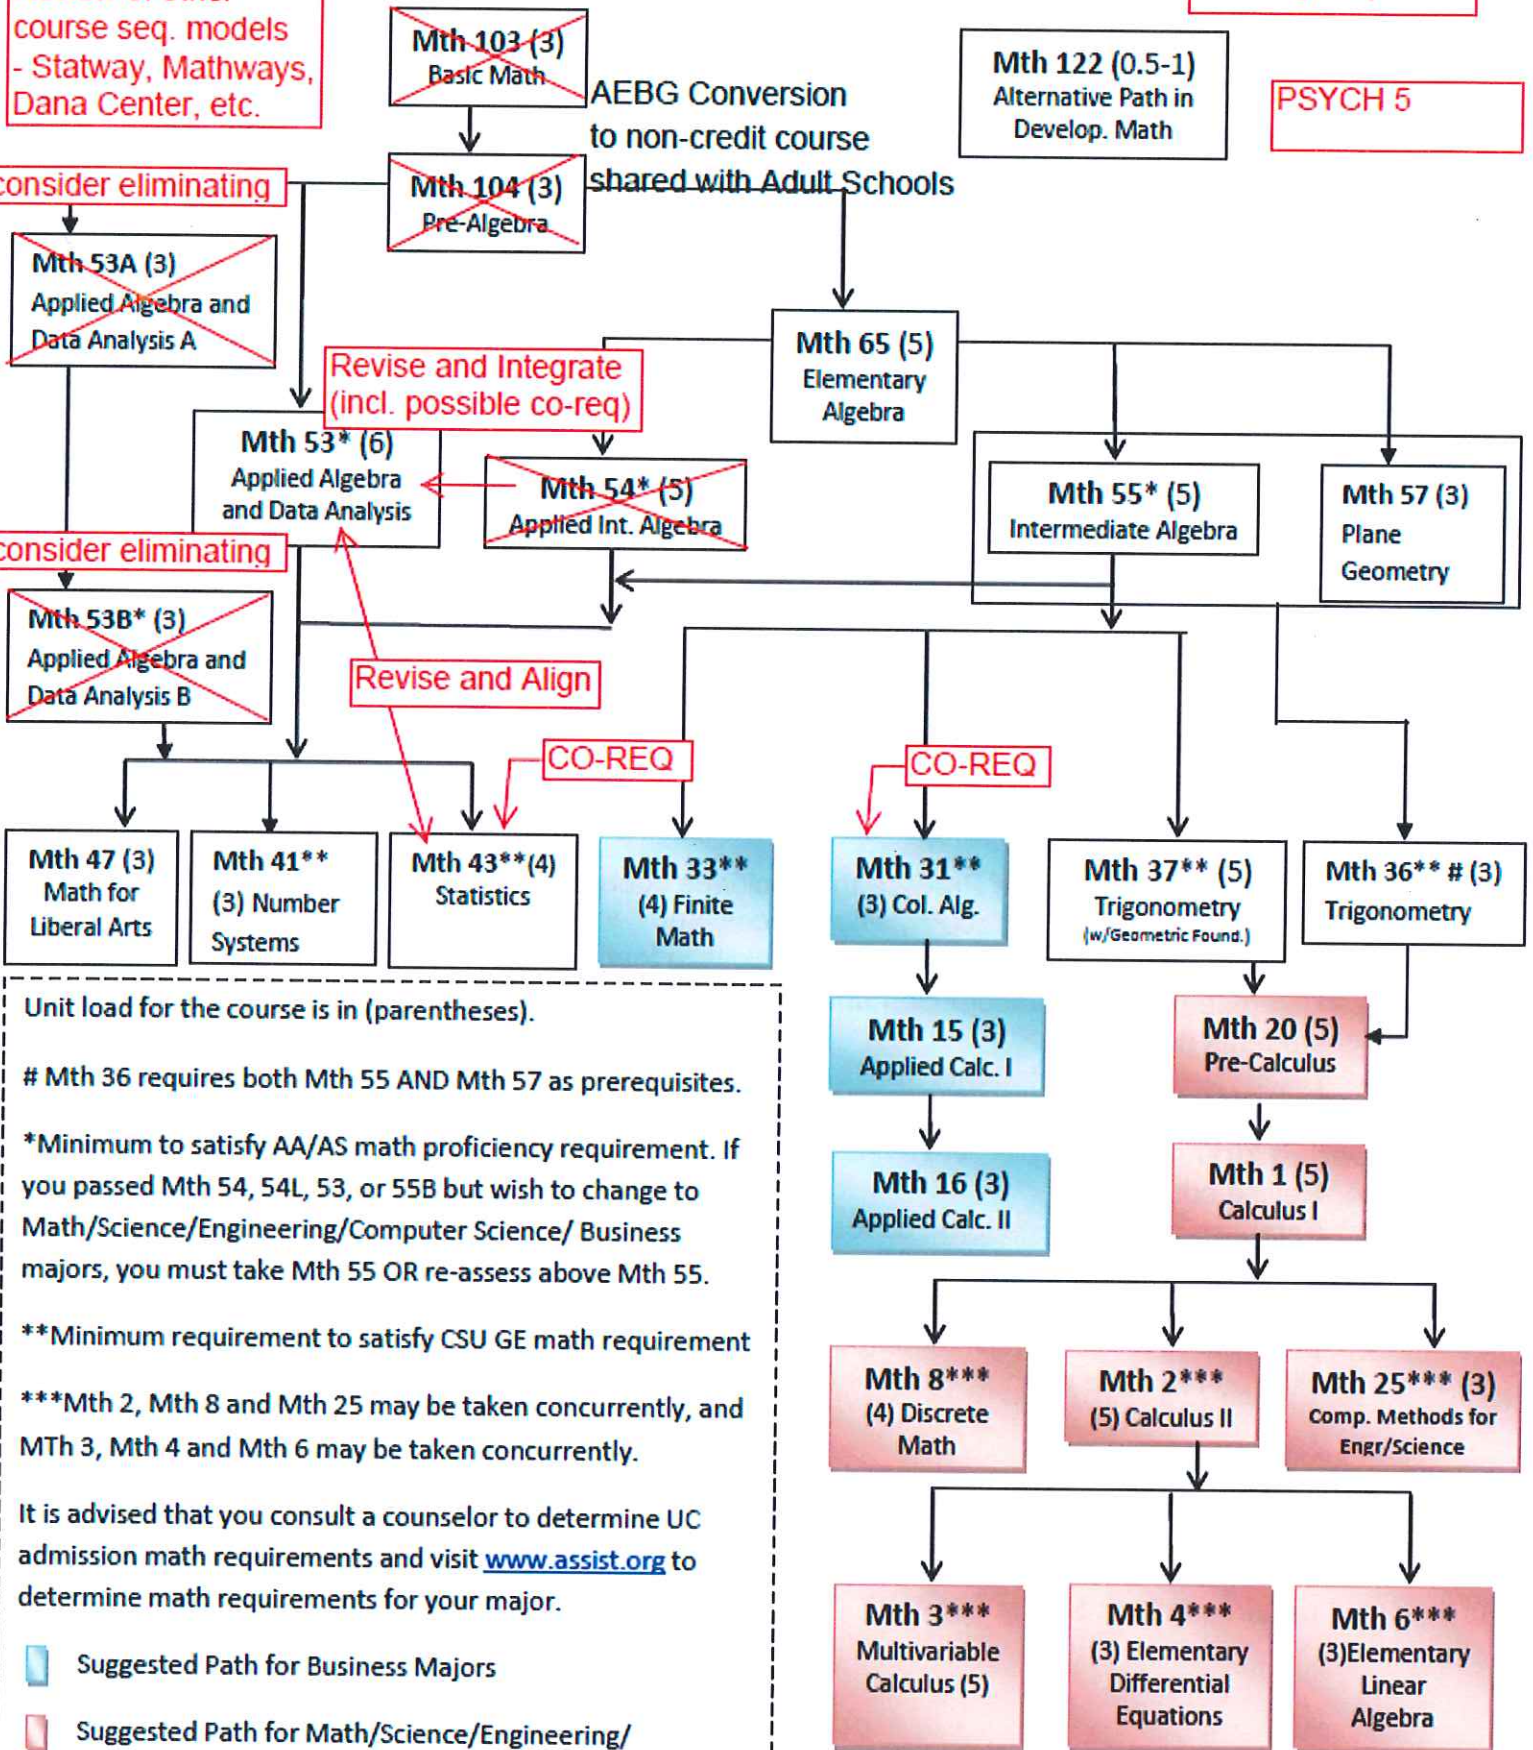 course seq. models
- Statway, Mathways,
Dana Center, etc.
Mth 103 (3)
Basic Math
AEBG Conversion
to non-credit course
shared with Adult Schools
Mth 122 (0.5-1)
Alternative Path in
Develop. Math
PSYCH 5
consider eliminating
Mth 104 (3)
Pre-Algebra
Mth 53A (3)
Applied Algebra and
Data Analysis A
Mth 65 (5)
Elementary
Algebra
Revise and Integrate
(incl. possible co-req)
Mth 53* (6)
Applied Algebra
and Data Analysis
Mth 54* (5)
Applied Int. Algebra
Mth 55* (5)
Intermediate Algebra
Mth 57 (3)
Plane
Geometry
consider eliminating
Mth 53B* (3)
Applied Algebra and
Data Analysis B
Revise and Align
CO-REQ
CO-REQ
Mth 47 (3)
Math for
Liberal Arts
Mth 41**
(3) Number
Systems
Mth 43**(4)
Statistics
Mth 33**
(4) Finite
Math
Mth 31**
(3) Col. Alg.
Mth 37** (5)
Trigonometry
(w/Geometric Found.)
Mth 36** # (3)
Trigonometry
Mth 15 (3)
Applied Calc. I
Mth 20 (5)
Pre-Calculus
Mth 16 (3)
Applied Calc. II
Mth 1 (5)
Calculus I
Mth 8***
(4) Discrete
Math
Mth 2***
(5) Calculus II
Mth 25*** (3)
Comp. Methods for
Engr/Science
Mth 3***
Multivariable
Calculus (5)
Mth 4***
(3) Elementary
Differential
Equations
Mth 6***
(3)Elementary
Linear
Algebra
Unit load for the course is in (parentheses).
# Mth 36 requires both Mth 55 AND Mth 57 as prerequisites.
*Minimum to satisfy AA/AS math proficiency requirement. If
you passed Mth 54, 54L, 53, or 55B but wish to change to
Math/Science/Engineering/Computer Science/ Business
majors, you must take Mth 55 OR re-assess above Mth 55.
**Minimum requirement to satisfy CSU GE math requirement
***Mth 2, Mth 8 and Mth 25 may be taken concurrently, and
MTh 3, Mth 4 and Mth 6 may be taken concurrently.
It is advised that you consult a counselor to determine UC
admission math requirements and visit www.assist.org to
determine math requirements for your major.
Suggested Path for Business Majors
Suggested Path for Math/Science/Engineering/